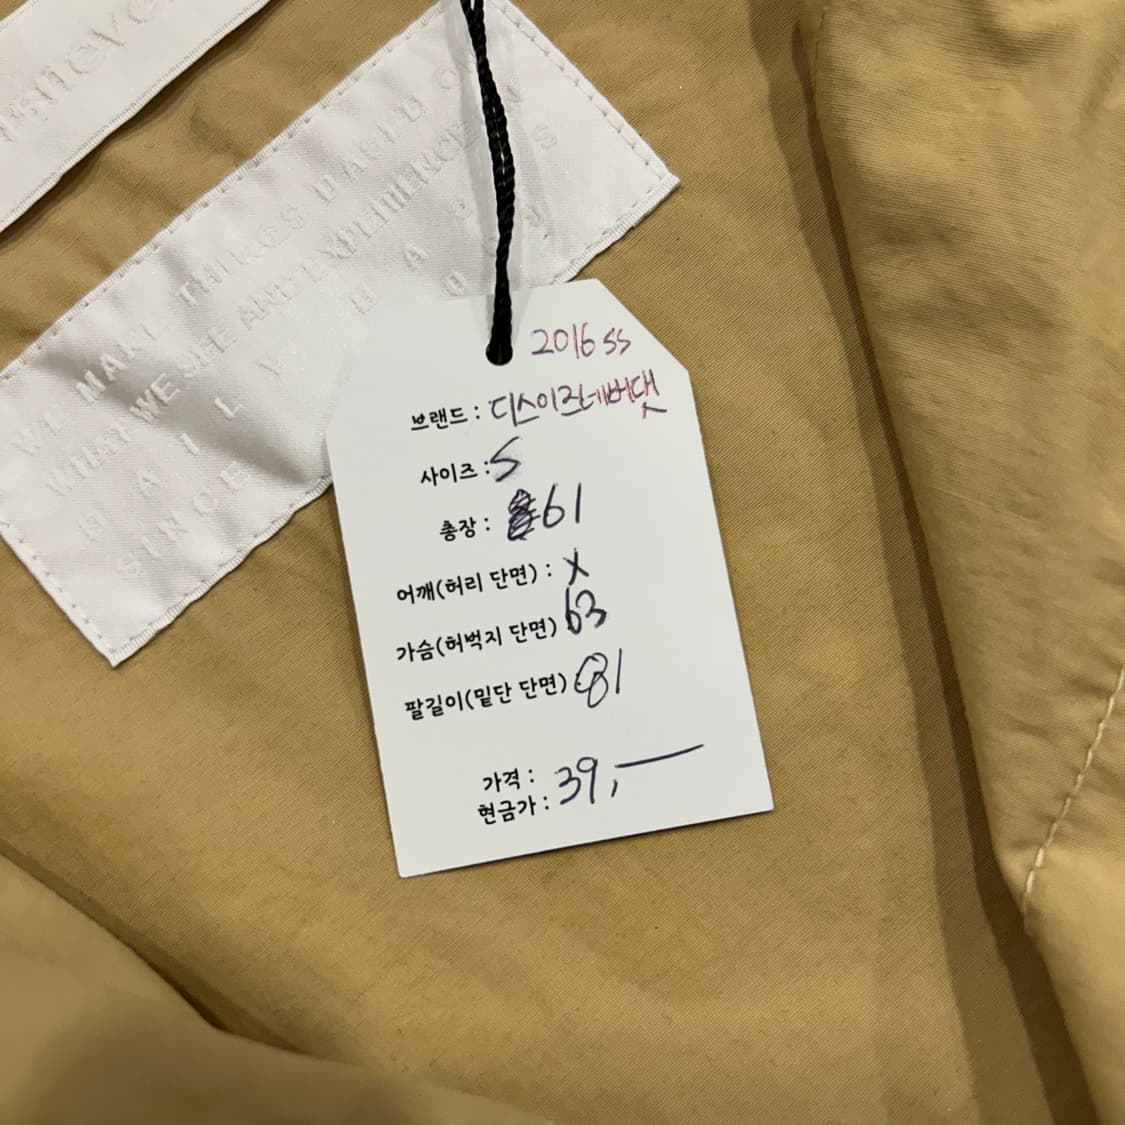 WE MAKE THINGS BASED ON
WHAT WE SEE AND EXPERIENCE IN
DAILY
SINCE
2016 SS
브랜드 : 디스이즈네버댓
사이즈 : S
총장 : 61
어깨(허리 단면) : X
가슴(허벅지 단면) 63
팔길이(밑단 단면) 81
가격 :
현금가 : 39,—